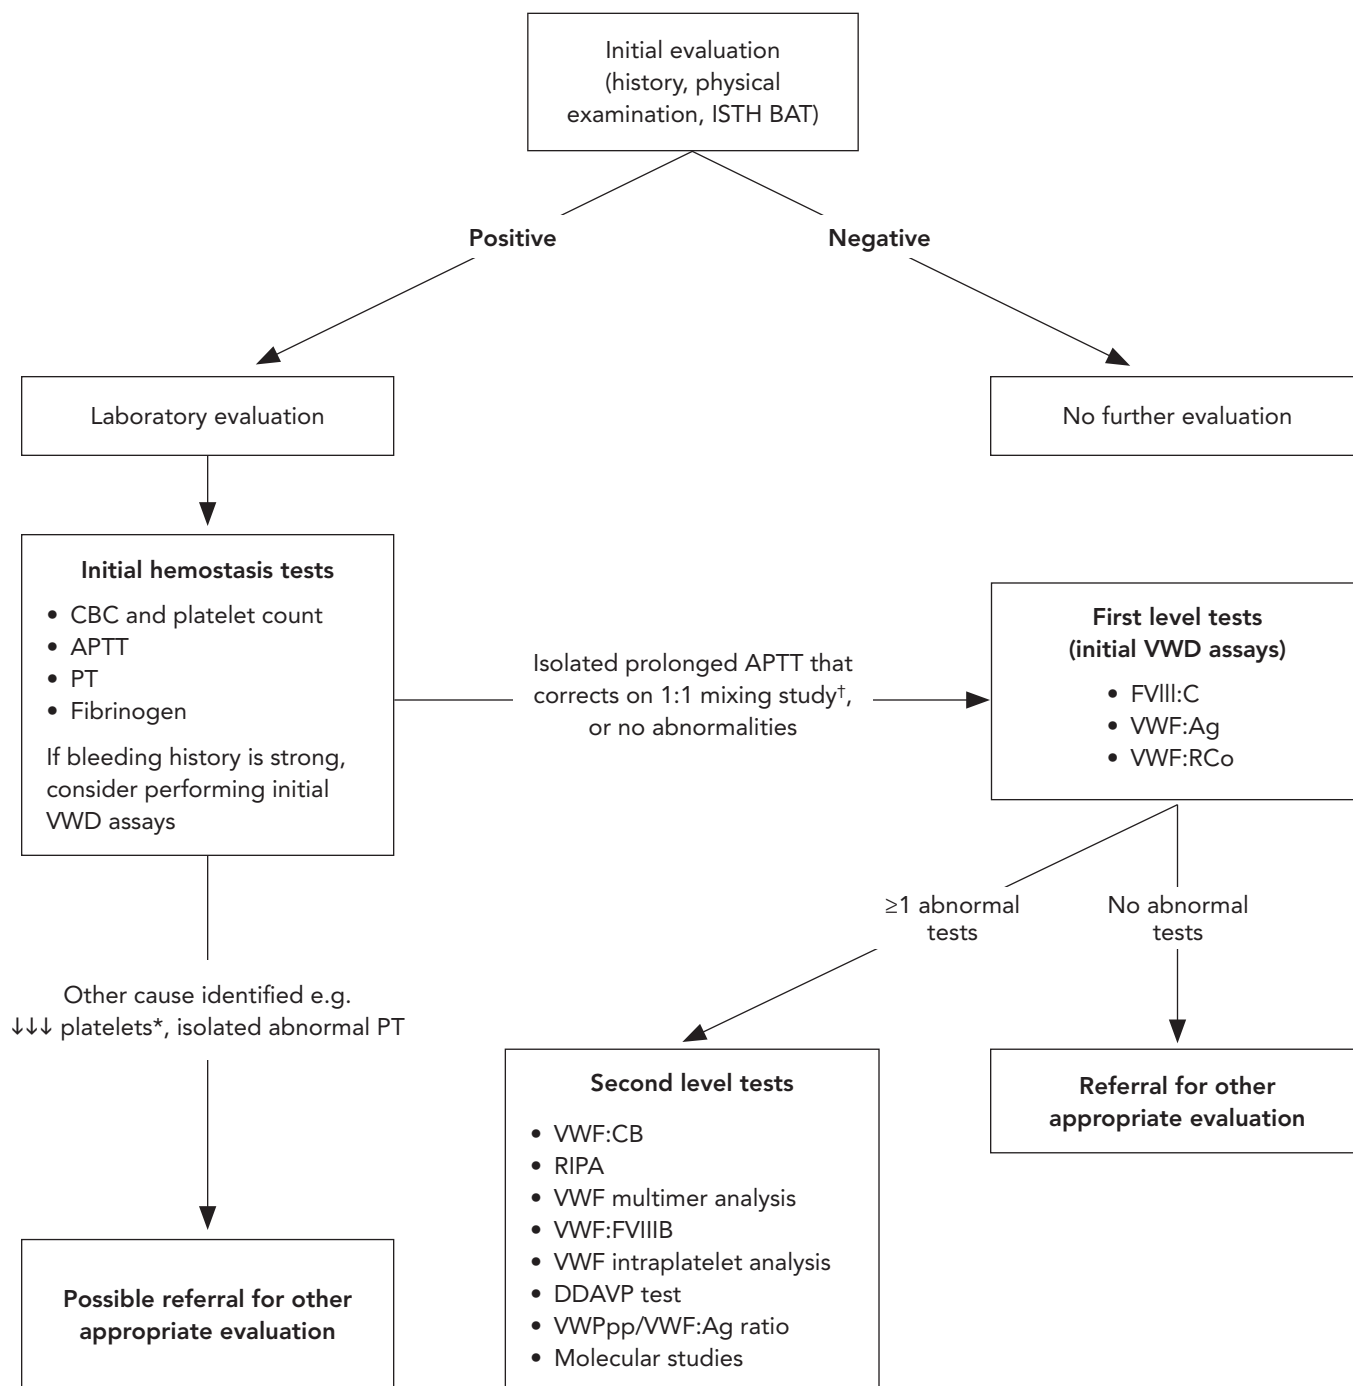 Initial evaluation
(history, physical
examination, ISTH BAT)
Positive
Negative
Laboratory evaluation
No further evaluation
Initial hemostasis tests
• CBC and platelet count
• APTT
• PT
• Fibrinogen
If bleeding history is strong,
consider performing initial
VWD assays
Isolated prolonged APTT that
corrects on 1:1 mixing study†,
or no abnormalities
First level tests
(initial VWD assays)
• FVlll:C
• VWF:Ag
• VWF:RCo
≥1 abnormal
tests
No abnormal
tests
Other cause identified e.g.
↓↓↓ platelets*, isolated abnormal PT
Second level tests
• VWF:CB
• RIPA
• VWF multimer analysis
• VWF:FVIIIB
• VWF intraplatelet analysis
• DDAVP test
• VWPpp/VWF:Ag ratio
• Molecular studies
Referral for other
appropriate evaluation
Possible referral for other
appropriate evaluation